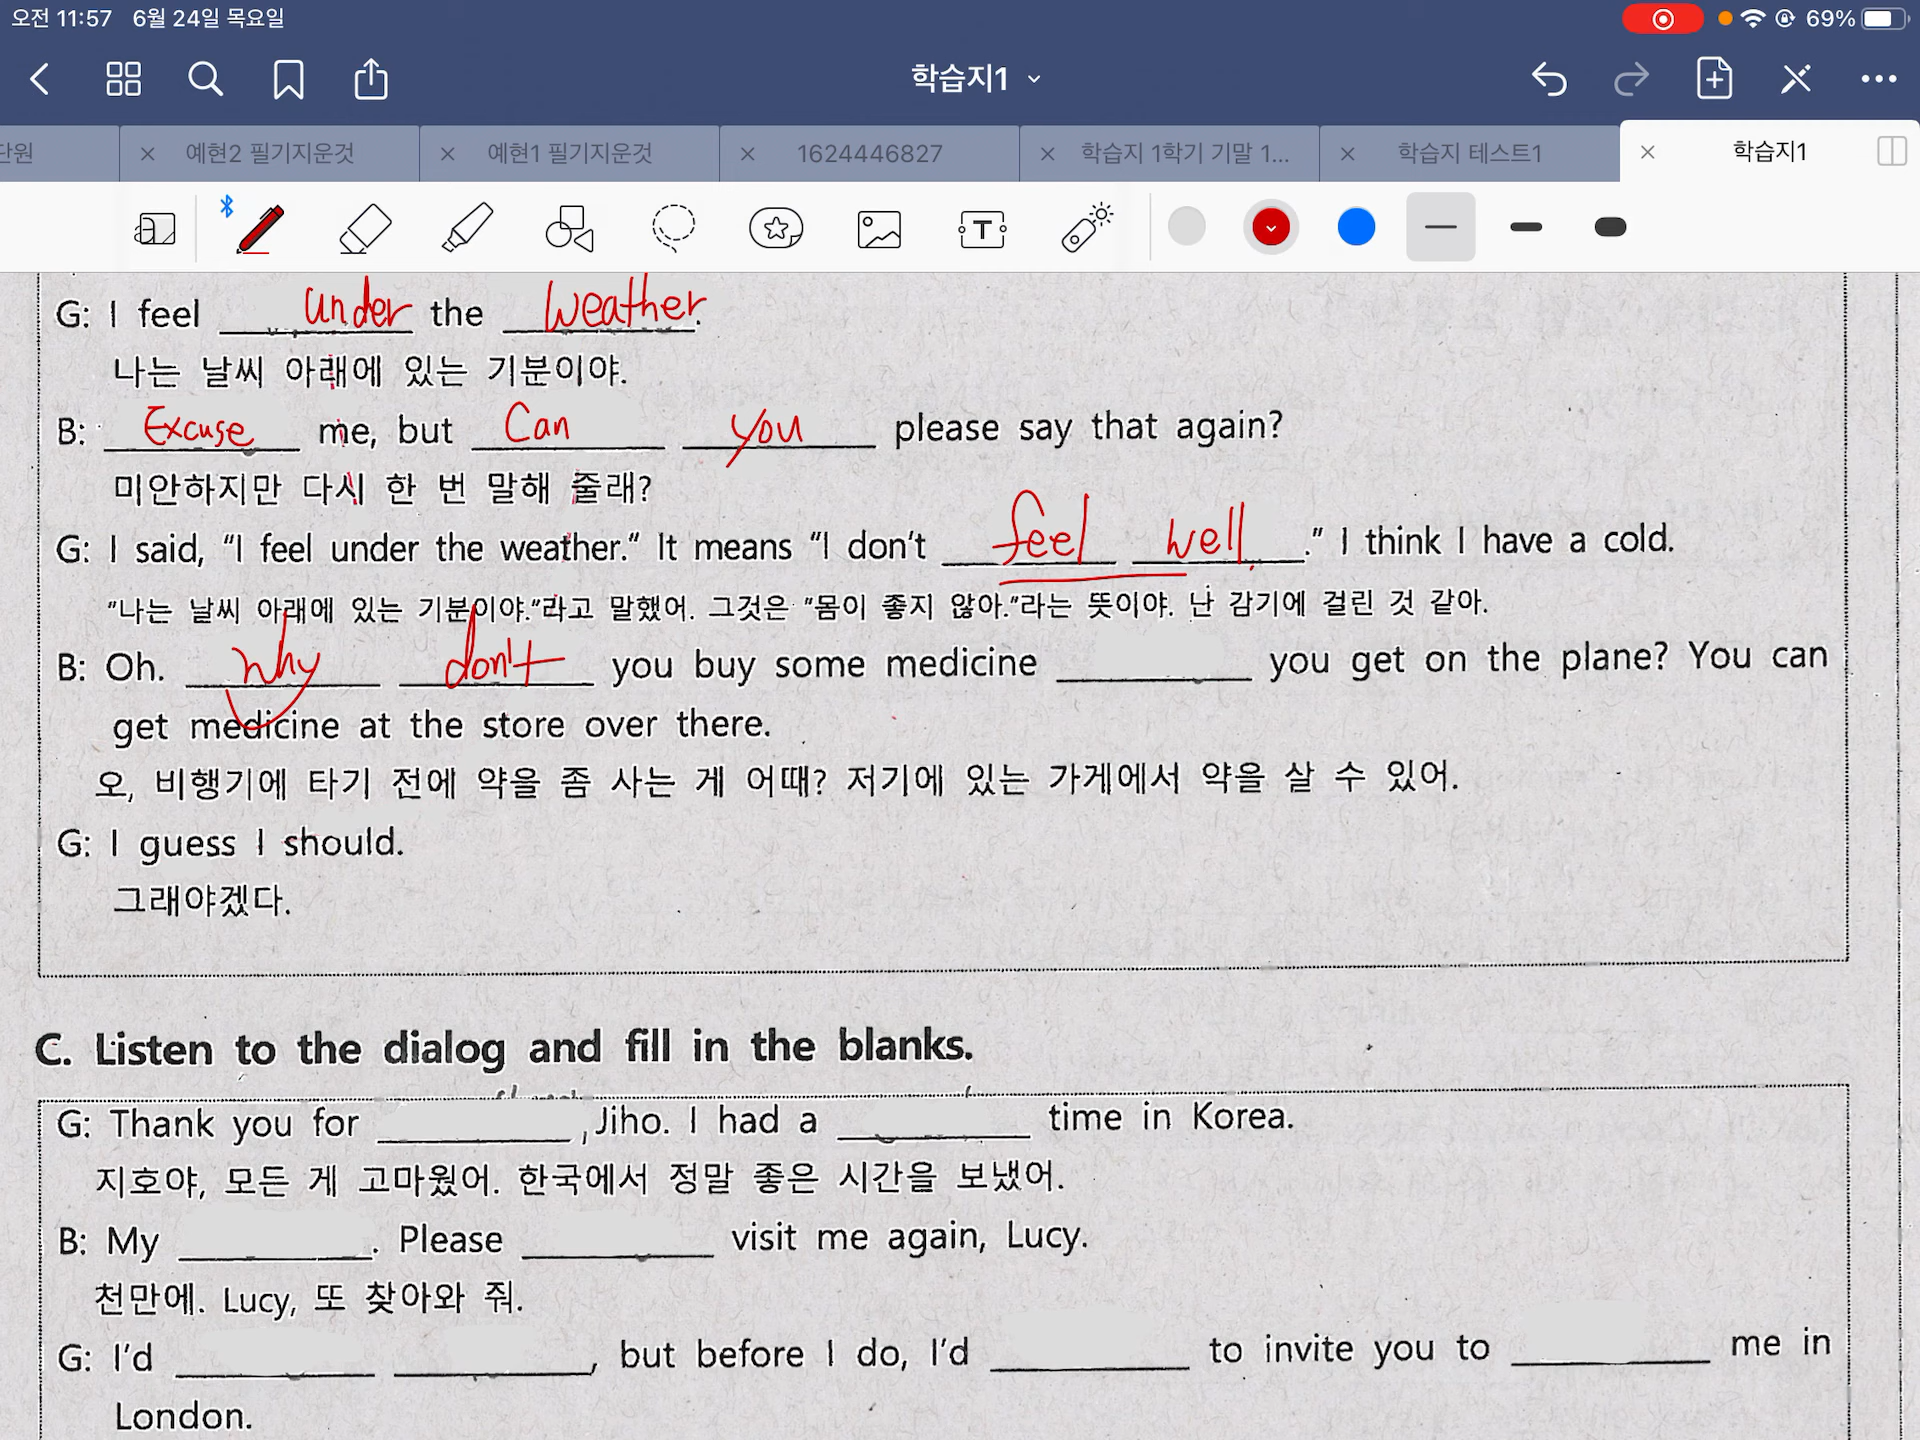 오전 11:57 6월 24일 목요일 69%
학습지1
단원 예현2 필기지운것 예현1 필기지운것 1624446827 학습지 1학기 기말 1... 학습지 테스트1 학습지1
G: I feel under the weather.
나는 날씨 아래에 있는 기분이야.
B: Excuse me, but Can you please say that again?
미안하지만 다시 한 번 말해 줄래?
G: I said, “I feel under the weather.” It means “I don't feel well.” I think I have a cold.
"나는 날씨 아래에 있는 기분이야."라고 말했어. 그것은 "몸이 좋지 않아."라는 뜻이야. 난 감기에 걸린 것 같아.
B: Oh. why don't you buy some medicine ________ you get on the plane? You can
get medicine at the store over there.
오, 비행기에 타기 전에 약을 좀 사는 게 어때? 저기에 있는 가게에서 약을 살 수 있어.
G: I guess I should.
그래야겠다.
C. Listen to the dialog and fill in the blanks.
G: Thank you for ________, Jiho. I had a ________ time in Korea.
지호야, 모든 게 고마웠어. 한국에서 정말 좋은 시간을 보냈어.
B: My ________. Please ________ visit me again, Lucy.
천만에. Lucy, 또 찾아와 줘.
G: I'd ________ ________, but before I do, I'd ________ to invite you to ________ me in
London.